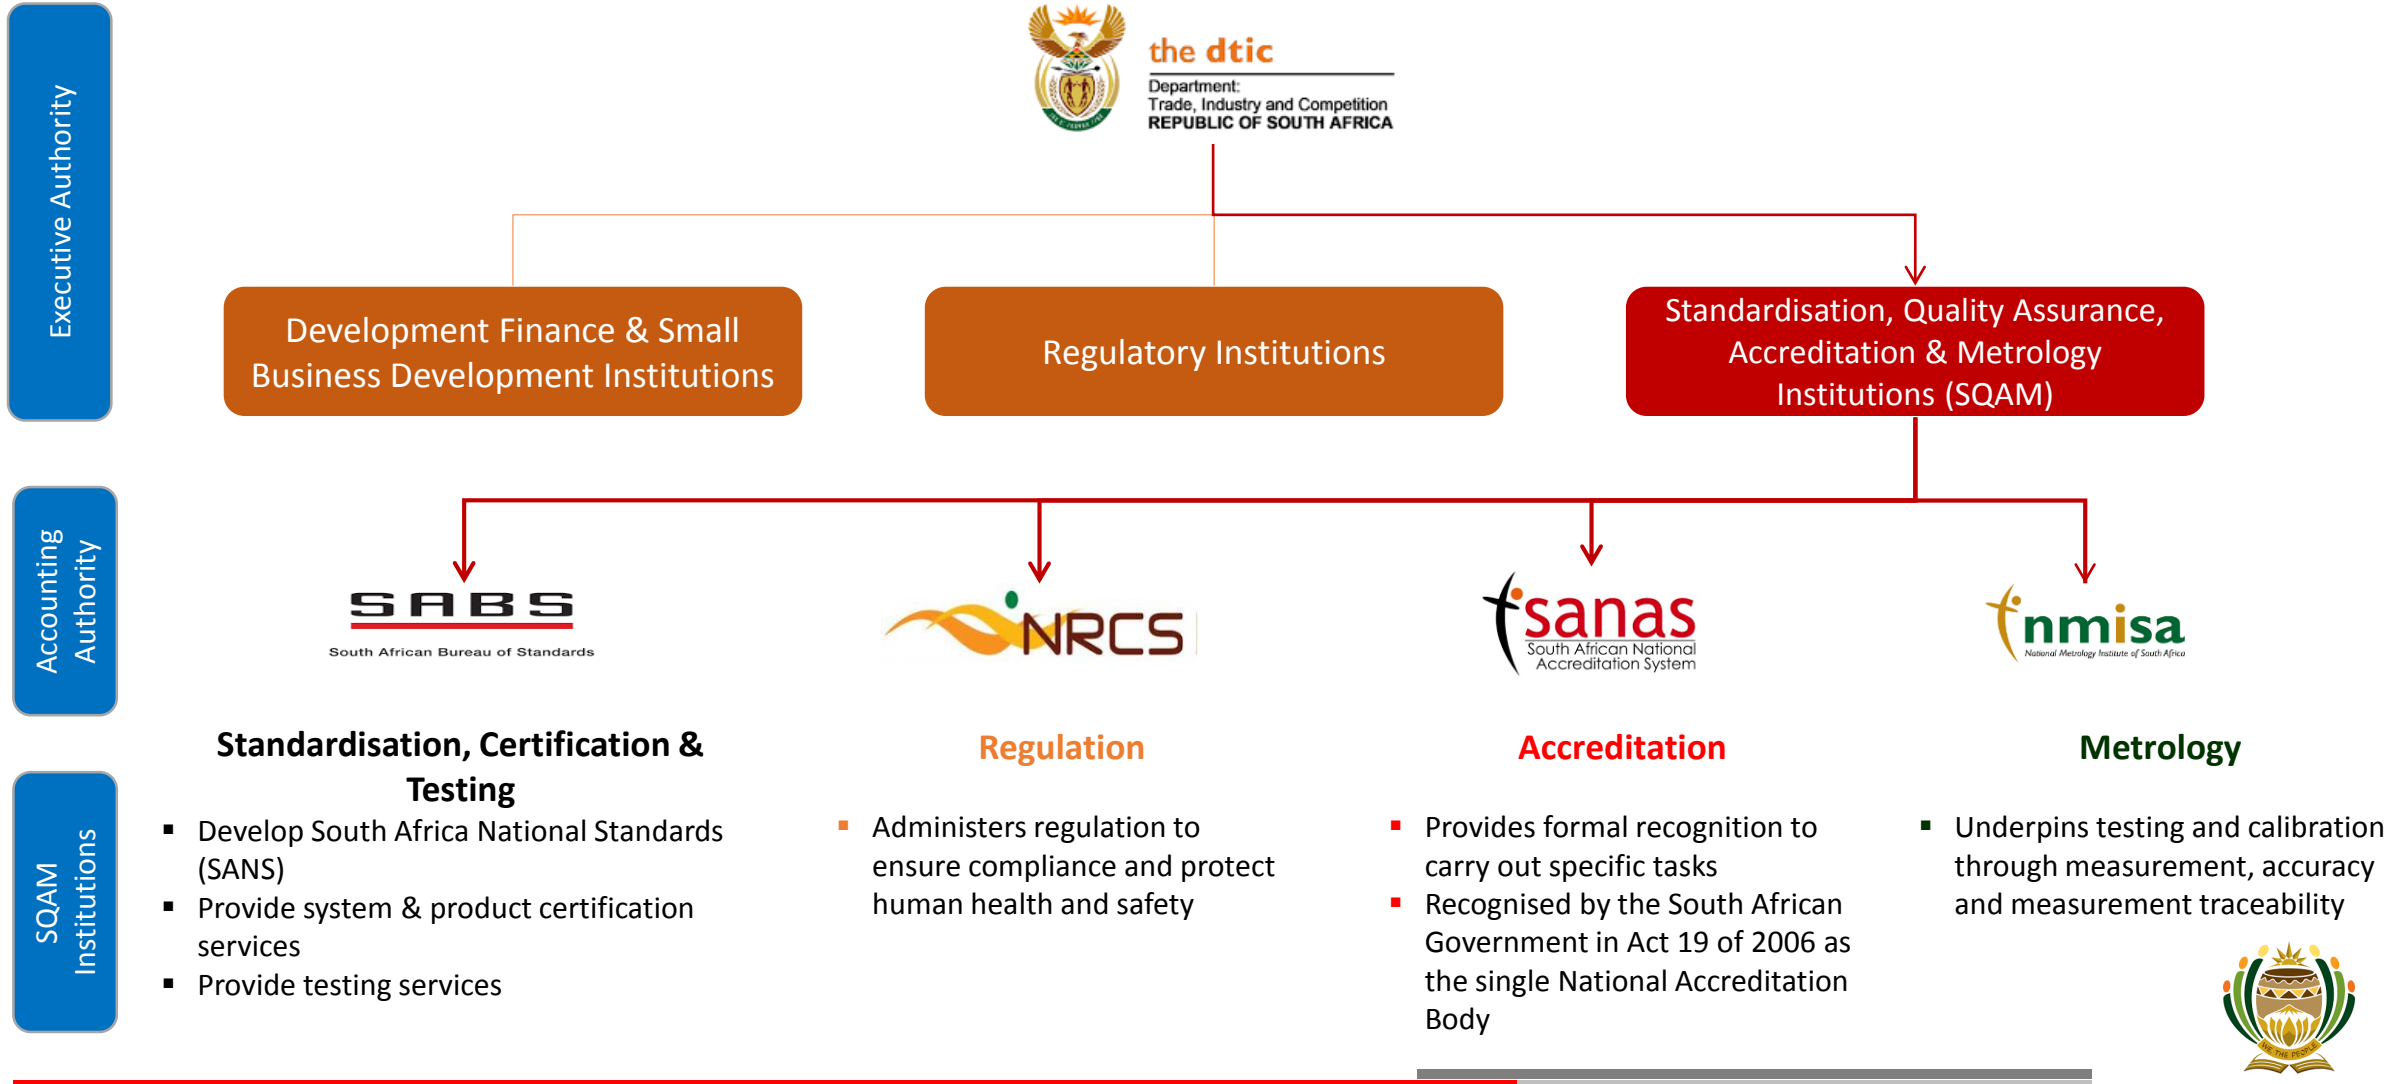 the dtic
Department:
Trade, Industry and Competition
REPUBLIC OF SOUTH AFRICA
Executive Authority
Development Finance & Small
Business Development Institutions
Regulatory Institutions
Standardisation, Quality Assurance,
Accreditation & Metrology
Institutions (SQAM)
Accounting
Authority
SABS
South African Bureau of Standards
NRCS
sanas
South African National
Accreditation System
nmisa
National Metrology Institute of South Africa
SQAM
Institutions
Standardisation, Certification &
Testing
▪ Develop South Africa National Standards
(SANS)
▪ Provide system & product certification
services
▪ Provide testing services
Regulation
▪ Administers regulation to
ensure compliance and protect
human health and safety
Accreditation
▪ Provides formal recognition to
carry out specific tasks
▪ Recognised by the South African
Government in Act 19 of 2006 as
the single National Accreditation
Body
Metrology
▪ Underpins testing and calibration
through measurement, accuracy
and measurement traceability
WE THE PEOPLE